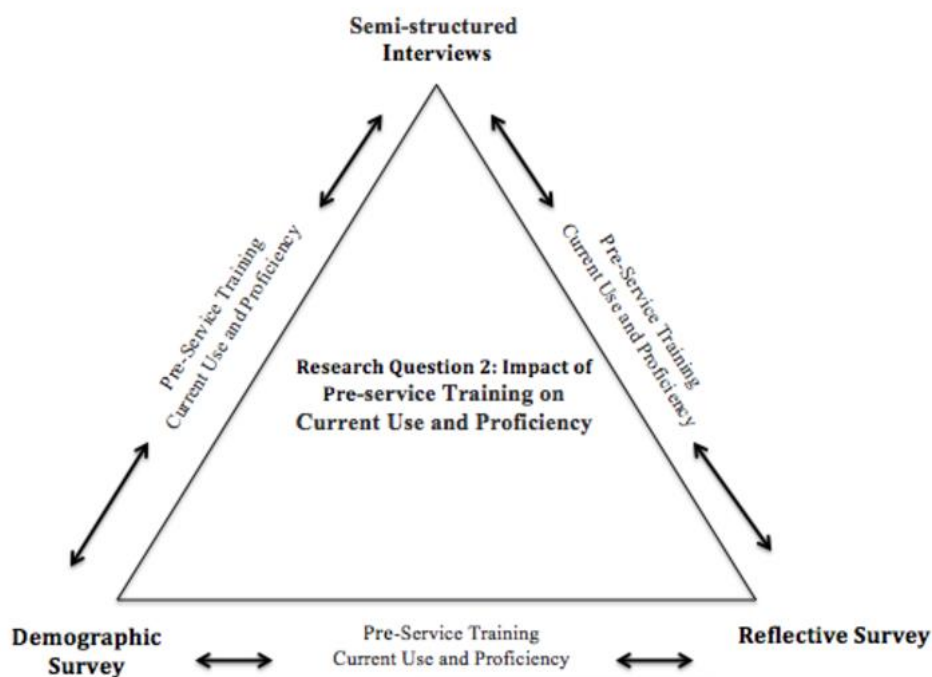 Semi-structured
Interviews
Pre-Service Training
Current Use and Proficiency
Pre-Service Training
Current Use and Proficiency
Research Question 2: Impact of
Pre-service Training on
Current Use and Proficiency
Demographic
Survey
Pre-Service Training
Current Use and Proficiency
Reflective Survey